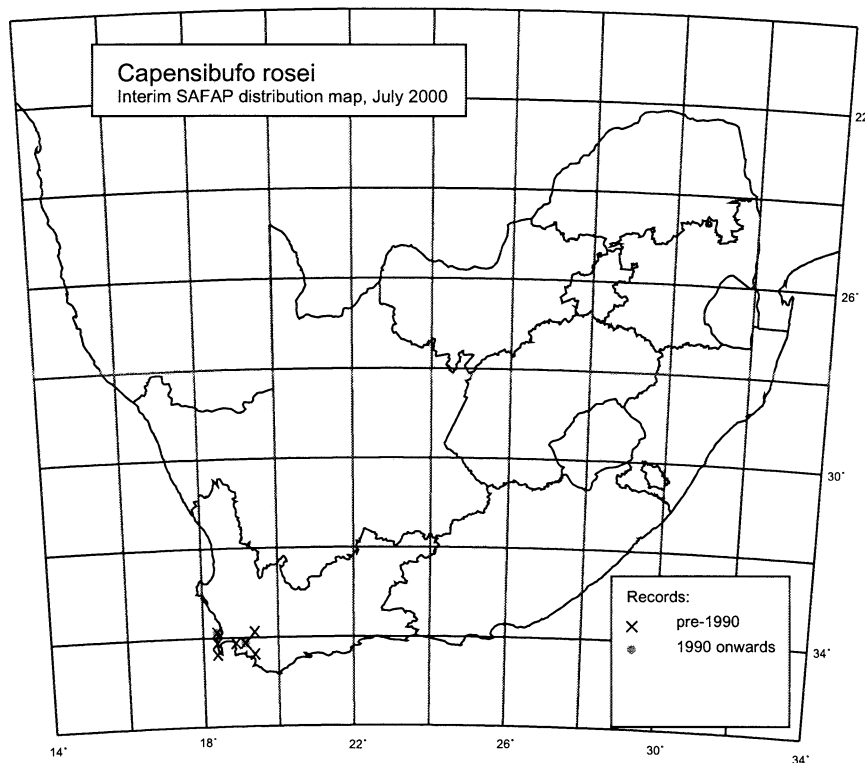 Capensibufo rosei
Interim SAFAP distribution map, July 2000
22
26˚
30˚
34˚
Records:
pre-1990
1990 onwards
14˚
18˚
22˚
26˚
30˚
34˚